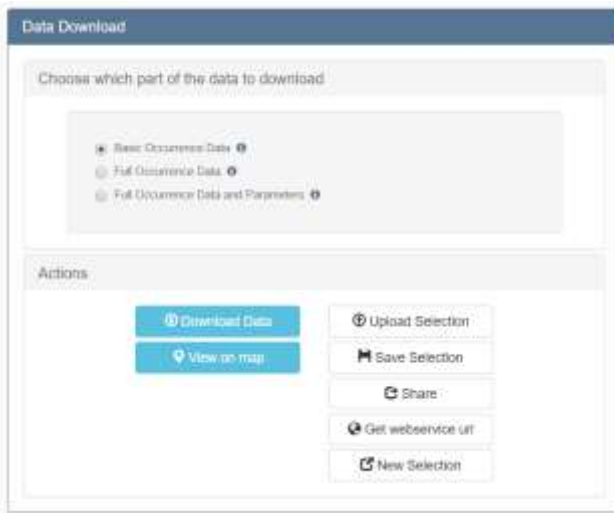 Data Download
Choose which part of the data to download
Basic Occurrence Data
Full Occurrence Data
Full Occurrence Data and Parameters
Actions
Download Data
Upload Selection
View on map
Save Selection
Share
Get webservice url
New Selection